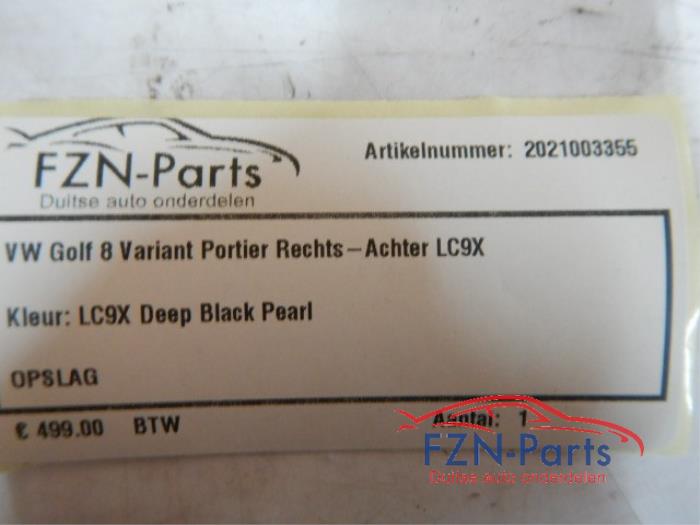 FZN-Parts
Duitse auto onderdelen
Artikelnummer: 2021003355
VW Golf 8 Variant Portier Rechts-Achter LC9X
Kleur: LC9X Deep Black Pearl
OPSLAG
€ 499.00 BTW
Aantal: 1
FZN-Parts
Duitse auto onderdelen